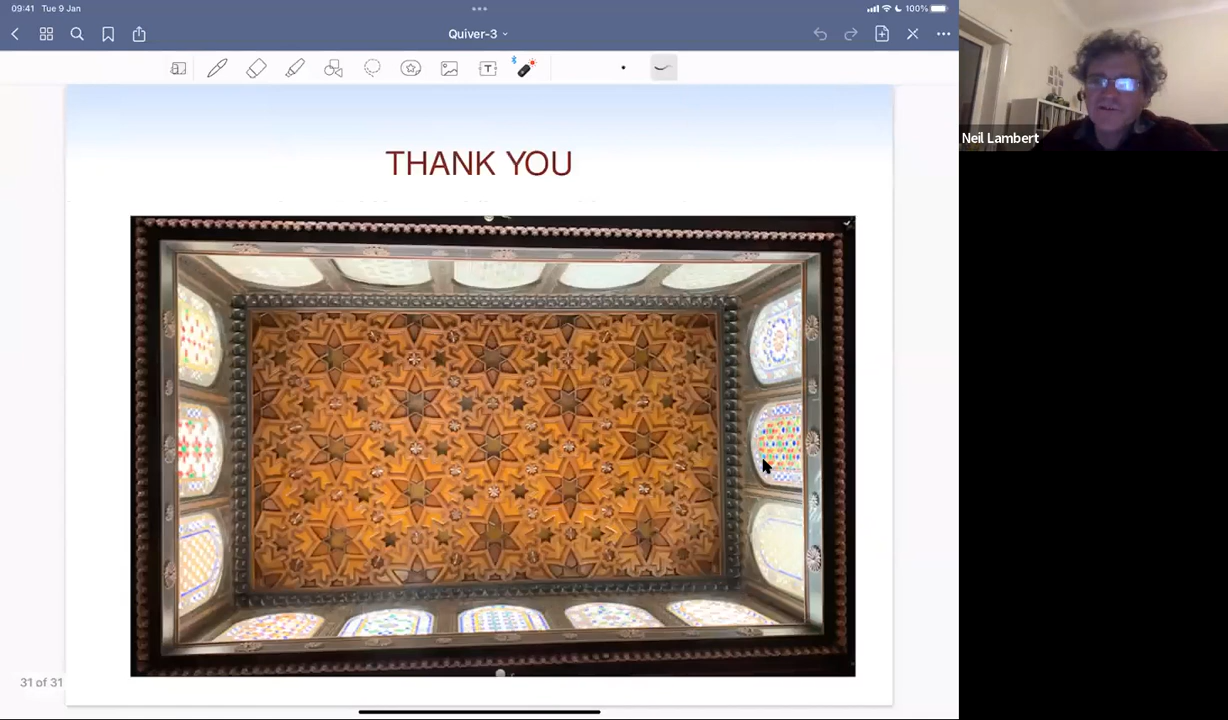 09:41 Tue 9 Jan
100%
Quiver-3
T
THANK YOU
31 of 31
Neil Lambert